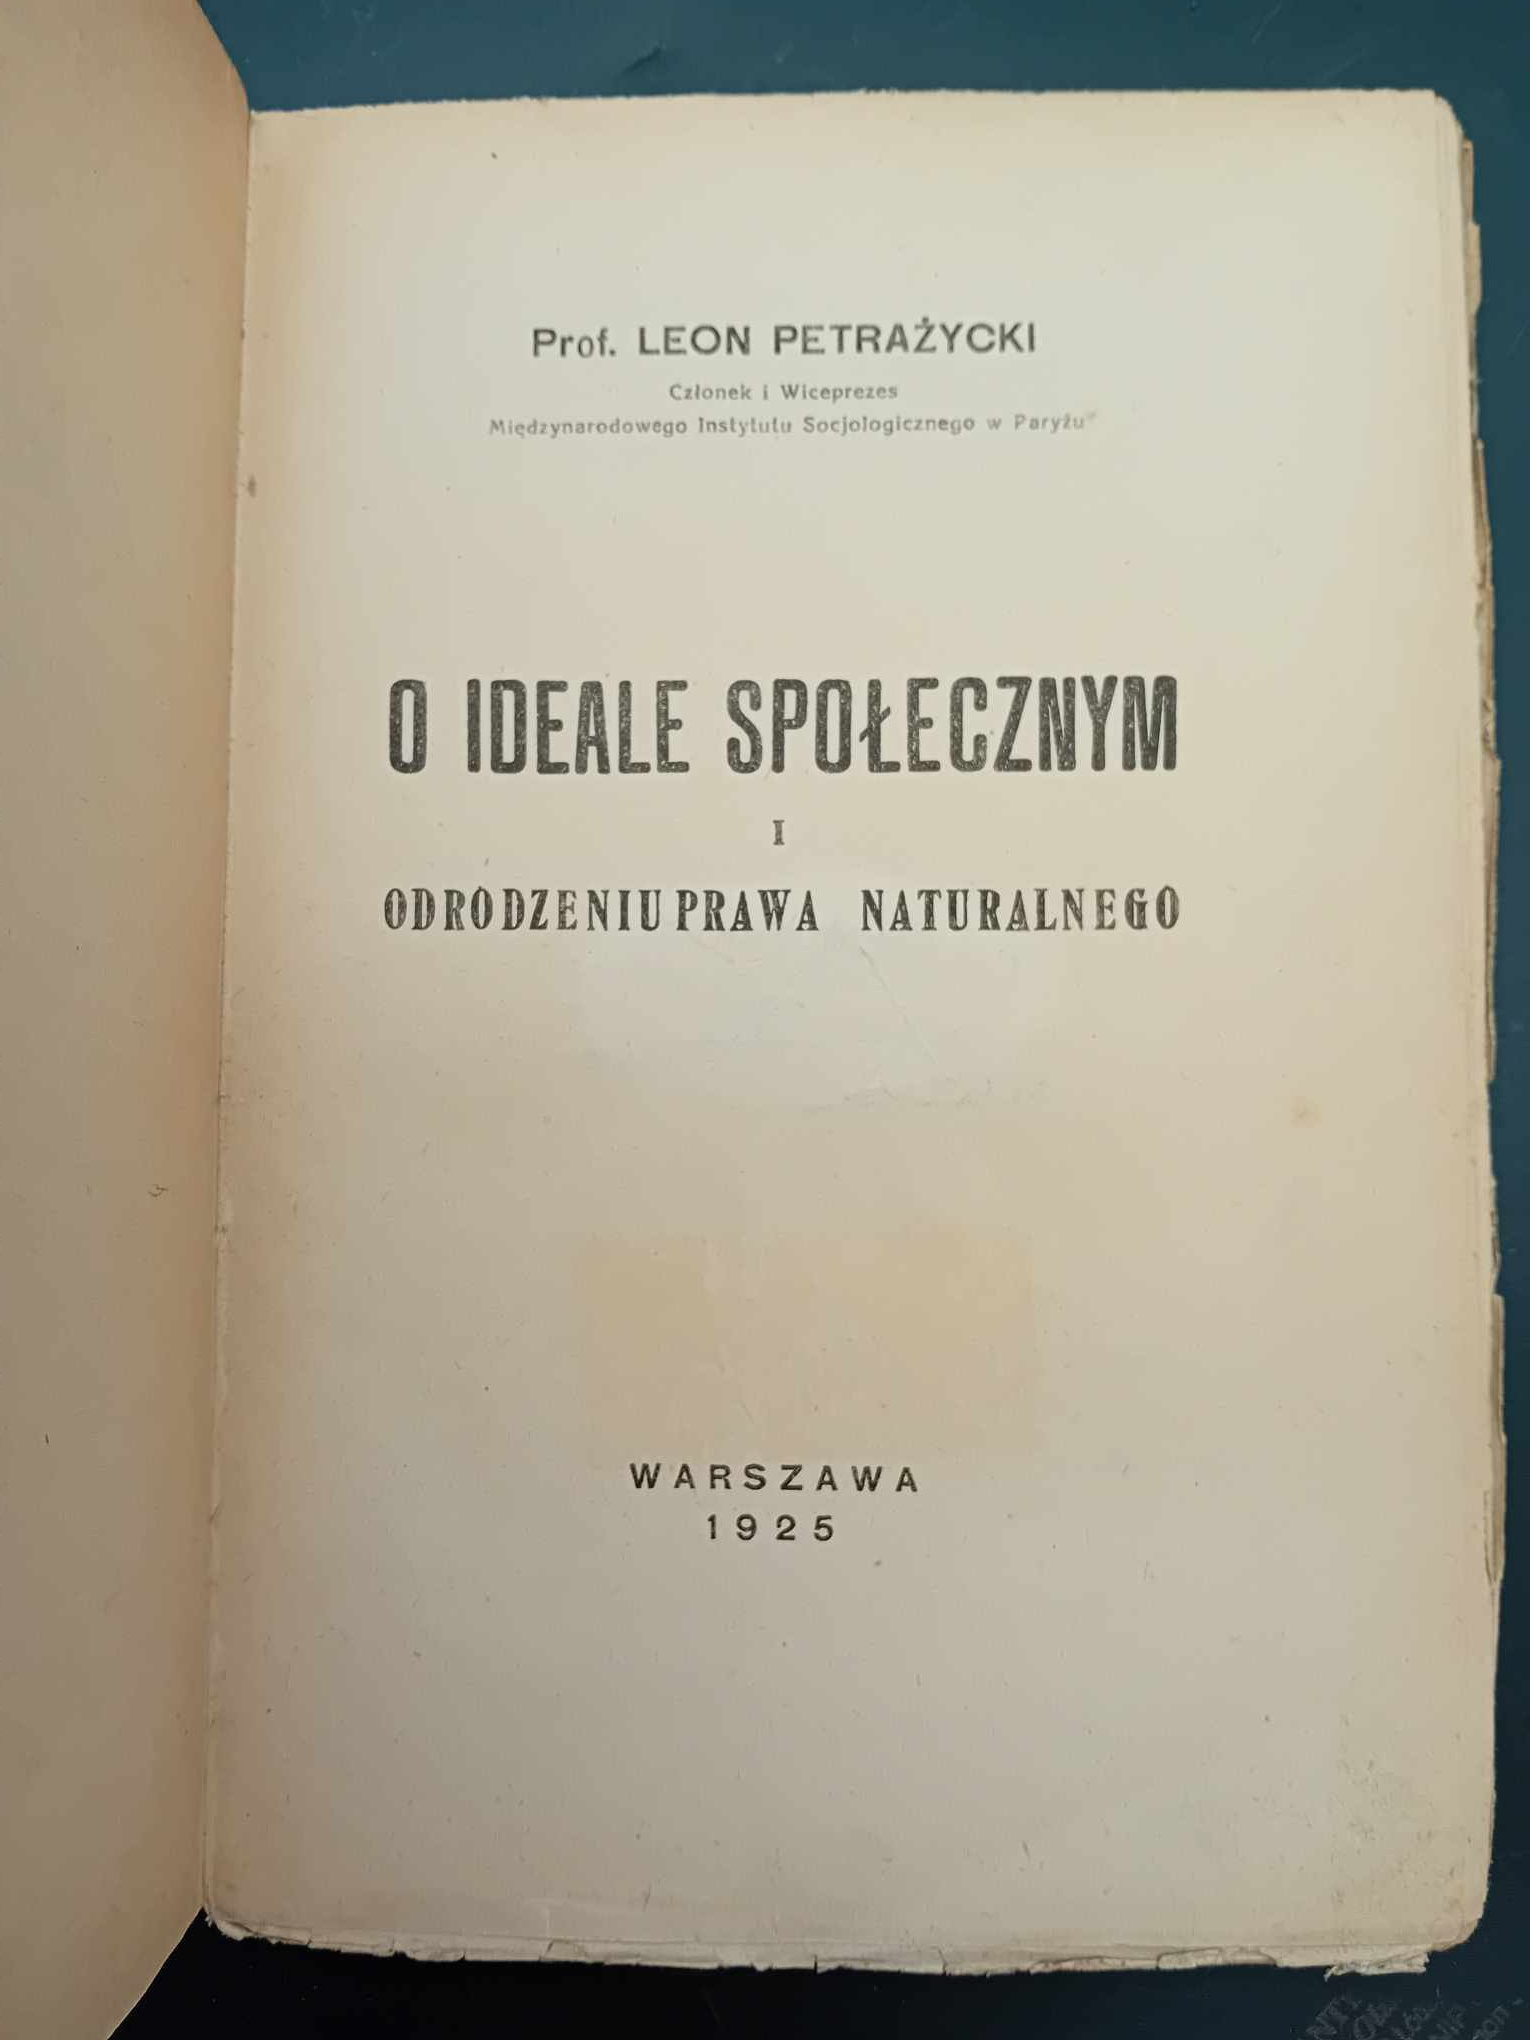 Prof. LEON PETRAŻYCKI
Członek i Wiceprezes
Międzynarodowego Instytutu Socjologicznego w Paryżu
O IDEALE SPOŁECZNYM
I
ODRODZENIU PRAWA NATURALNEGO
WARSZAWA
1925